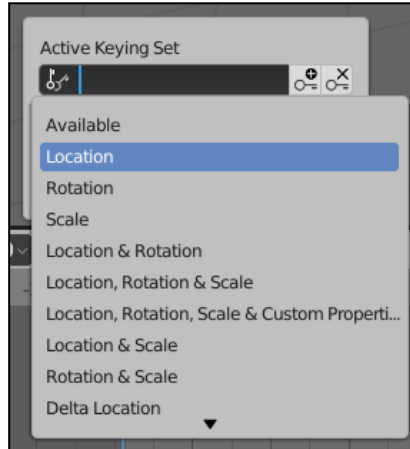 Active Keying Set
Available
Location
Rotation
Scale
Location & Rotation
Location, Rotation & Scale
Location, Rotation, Scale & Custom Properti...
Location & Scale
Rotation & Scale
Delta Location